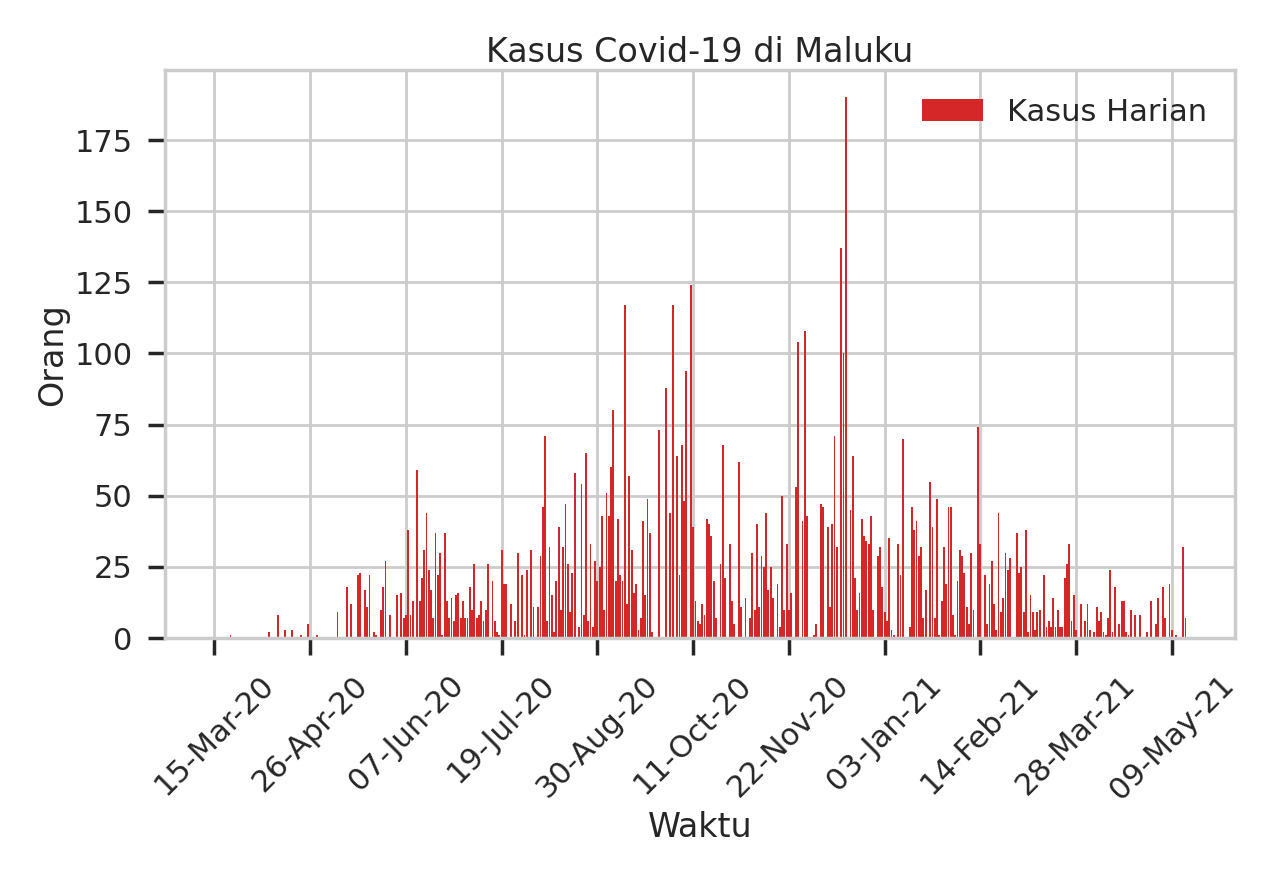 Kasus Covid-19 di Maluku
Kasus Harian
175
150
125
100
75
50
25
0
Orang
15-Mar-20
26-Apr-20
07-Jun-20
19-Jul-20
30-Aug-20
11-Oct-20
22-Nov-20
03-Jan-21
14-Feb-21
28-Mar-21
09-May-21
Waktu